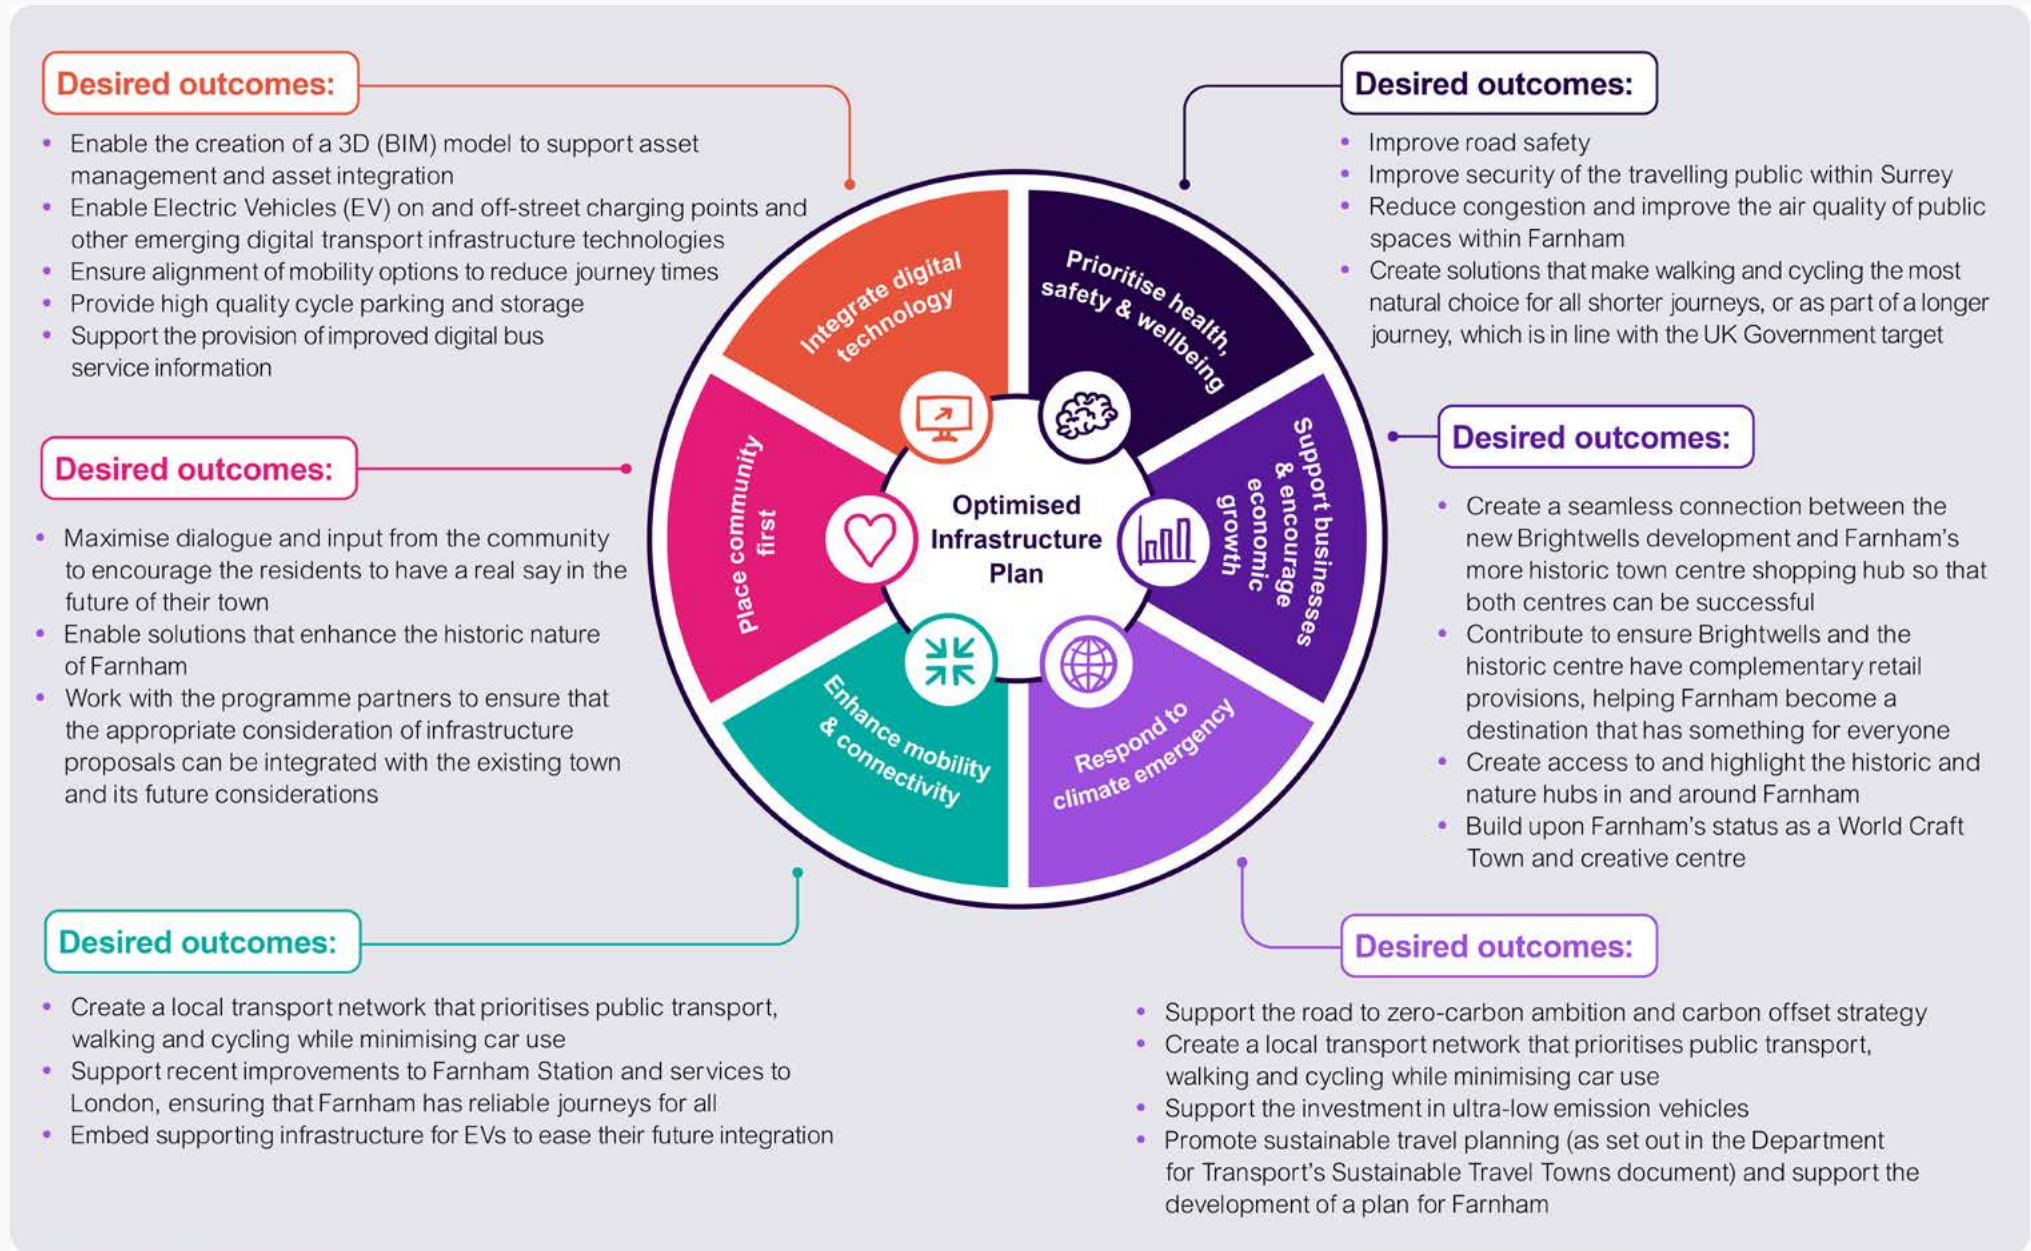 Desired outcomes:
• Enable the creation of a 3D (BIM) model to support asset
management and asset integration
• Enable Electric Vehicles (EV) on and off-street charging points and
other emerging digital transport infrastructure technologies
• Ensure alignment of mobility options to reduce journey times
• Provide high quality cycle parking and storage
• Support the provision of improved digital bus
service information
Desired outcomes:
• Maximise dialogue and input from the community
to encourage the residents to have a real say in the
future of their town
• Enable solutions that enhance the historic nature
of Farnham
• Work with the programme partners to ensure that
the appropriate consideration of infrastructure
proposals can be integrated with the existing town
and its future considerations
Desired outcomes:
• Create a local transport network that prioritises public transport,
walking and cycling while minimising car use
• Support recent improvements to Farnham Station and services to
London, ensuring that Farnham has reliable journeys for all
• Embed supporting infrastructure for EVs to ease their future integration
Integrate digital
technology
Prioritise health,
safety & wellbeing
Support businesses
& encourage
economic
growth
Respond to
climate emergency
Enhance mobility
& connectivity
Place community
first
Optimised
Infrastructure
Plan
Desired outcomes:
• Improve road safety
• Improve security of the travelling public within Surrey
• Reduce congestion and improve the air quality of public
spaces within Farnham
• Create solutions that make walking and cycling the most
natural choice for all shorter journeys, or as part of a longer
journey, which is in line with the UK Government target
Desired outcomes:
• Create a seamless connection between the
new Brightwells development and Farnham's
more historic town centre shopping hub so that
both centres can be successful
• Contribute to ensure Brightwells and the
historic centre have complementary retail
provisions, helping Farnham become a
destination that has something for everyone
• Create access to and highlight the historic and
nature hubs in and around Farnham
• Build upon Farnham's status as a World Craft
Town and creative centre
Desired outcomes:
• Support the road to zero-carbon ambition and carbon offset strategy
• Create a local transport network that prioritises public transport,
walking and cycling while minimising car use
• Support the investment in ultra-low emission vehicles
• Promote sustainable travel planning (as set out in the Department
for Transport's Sustainable Travel Towns document) and support the
development of a plan for Farnham